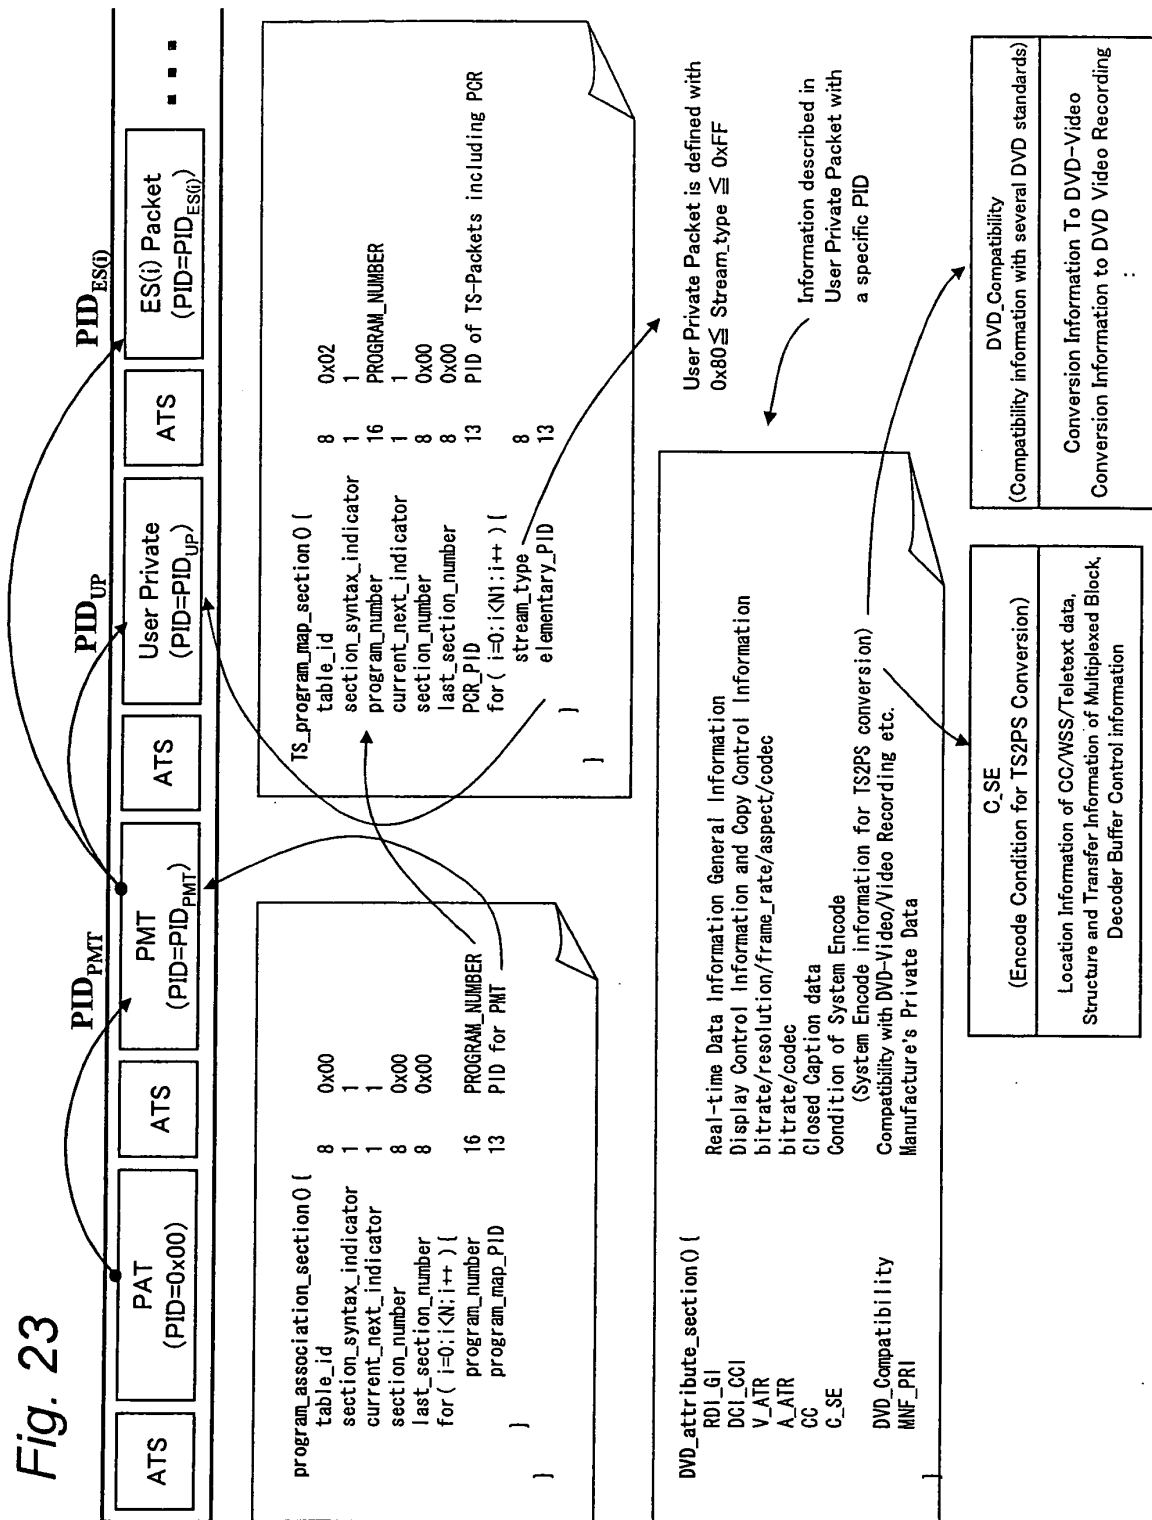 Fig. 23
PID_PMT
PID_UP
PID_ES(i)
ATS
PAT
(PID=0x00)
ATS
PMT
(PID=PID_PMT)
ATS
User Private
(PID=PID_UP)
ATS
ES(i) Packet
(PID=PID_ES(i))
program_association_section(){
table_id 8 0x00
section_syntax_indicator 1 1
current_next_indicator 1 1
section_number 8 0x00
last_section_number 8 0x00
for( i=0;i<N;i++ ){
program_number 16 PROGRAM_NUMBER
program_map_PID 13 PID for PMT
}
TS_program_map_section(){
table_id 8 0x02
section_syntax_indicator 1 1
program_number 16 PROGRAM_NUMBER
current_next_indicator 1 1
section_number 8 0x00
last_section_number 8 0x00
PCR_PID 13 PID of TS-Packets including PCR
for( i=0;i<N1;i++ ){
stream_type 8
elementary_PID 13
}
User Private Packet is defined with
0x80≦ Stream_type ≦ 0xFF
DVD_attribute_section(){
RDI_GI Real-time Data Information General Information
DCI_CCI Display Control Information and Copy Control Information
V_ATR bitrate/resolution/frame_rate/aspect/codec
A_ATR bitrate/codec
CC Closed Caption data
C_SE Condition of System Encode
(System Encode information for TS2PS conversion)
DVD_Compatibility Compatibility with DVD-Video/Video Recording etc.
MNF_PRI Manufacture's Private Data
}
Information described in
User Private Packet with
a specific PID
C_SE
(Encode Condition for TS2PS Conversion)
Location Information of CC/WSS/Teletext data,
Structure and Transfer Information of Multiplexed Block,
Decoder Buffer Control information
DVD_Compatibility
(Compatibility information with several DVD standards)
Conversion Information To DVD-Video
Conversion Information to DVD Video Recording
: